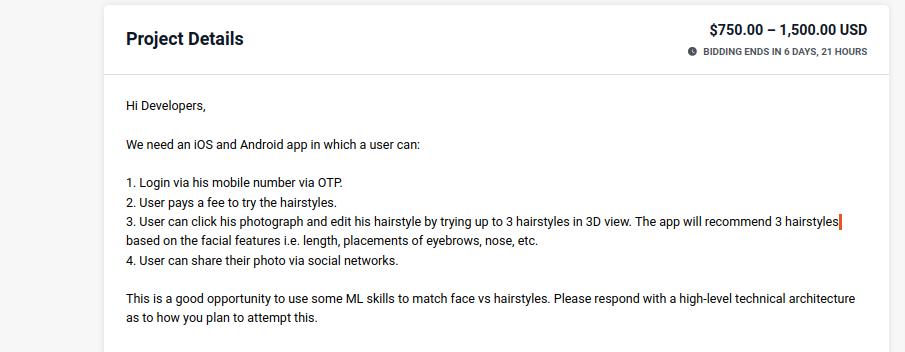 Project Details
$750.00 – 1,500.00 USD
BIDDING ENDS IN 6 DAYS, 21 HOURS
Hi Developers,
We need an iOS and Android app in which a user can:
1. Login via his mobile number via OTP.
2. User pays a fee to try the hairstyles.
3. User can click his photograph and edit his hairstyle by trying up to 3 hairstyles in 3D view. The app will recommend 3 hairstyles
based on the facial features i.e. length, placements of eyebrows, nose, etc.
4. User can share their photo via social networks.
This is a good opportunity to use some ML skills to match face vs hairstyles. Please respond with a high-level technical architecture
as to how you plan to attempt this.